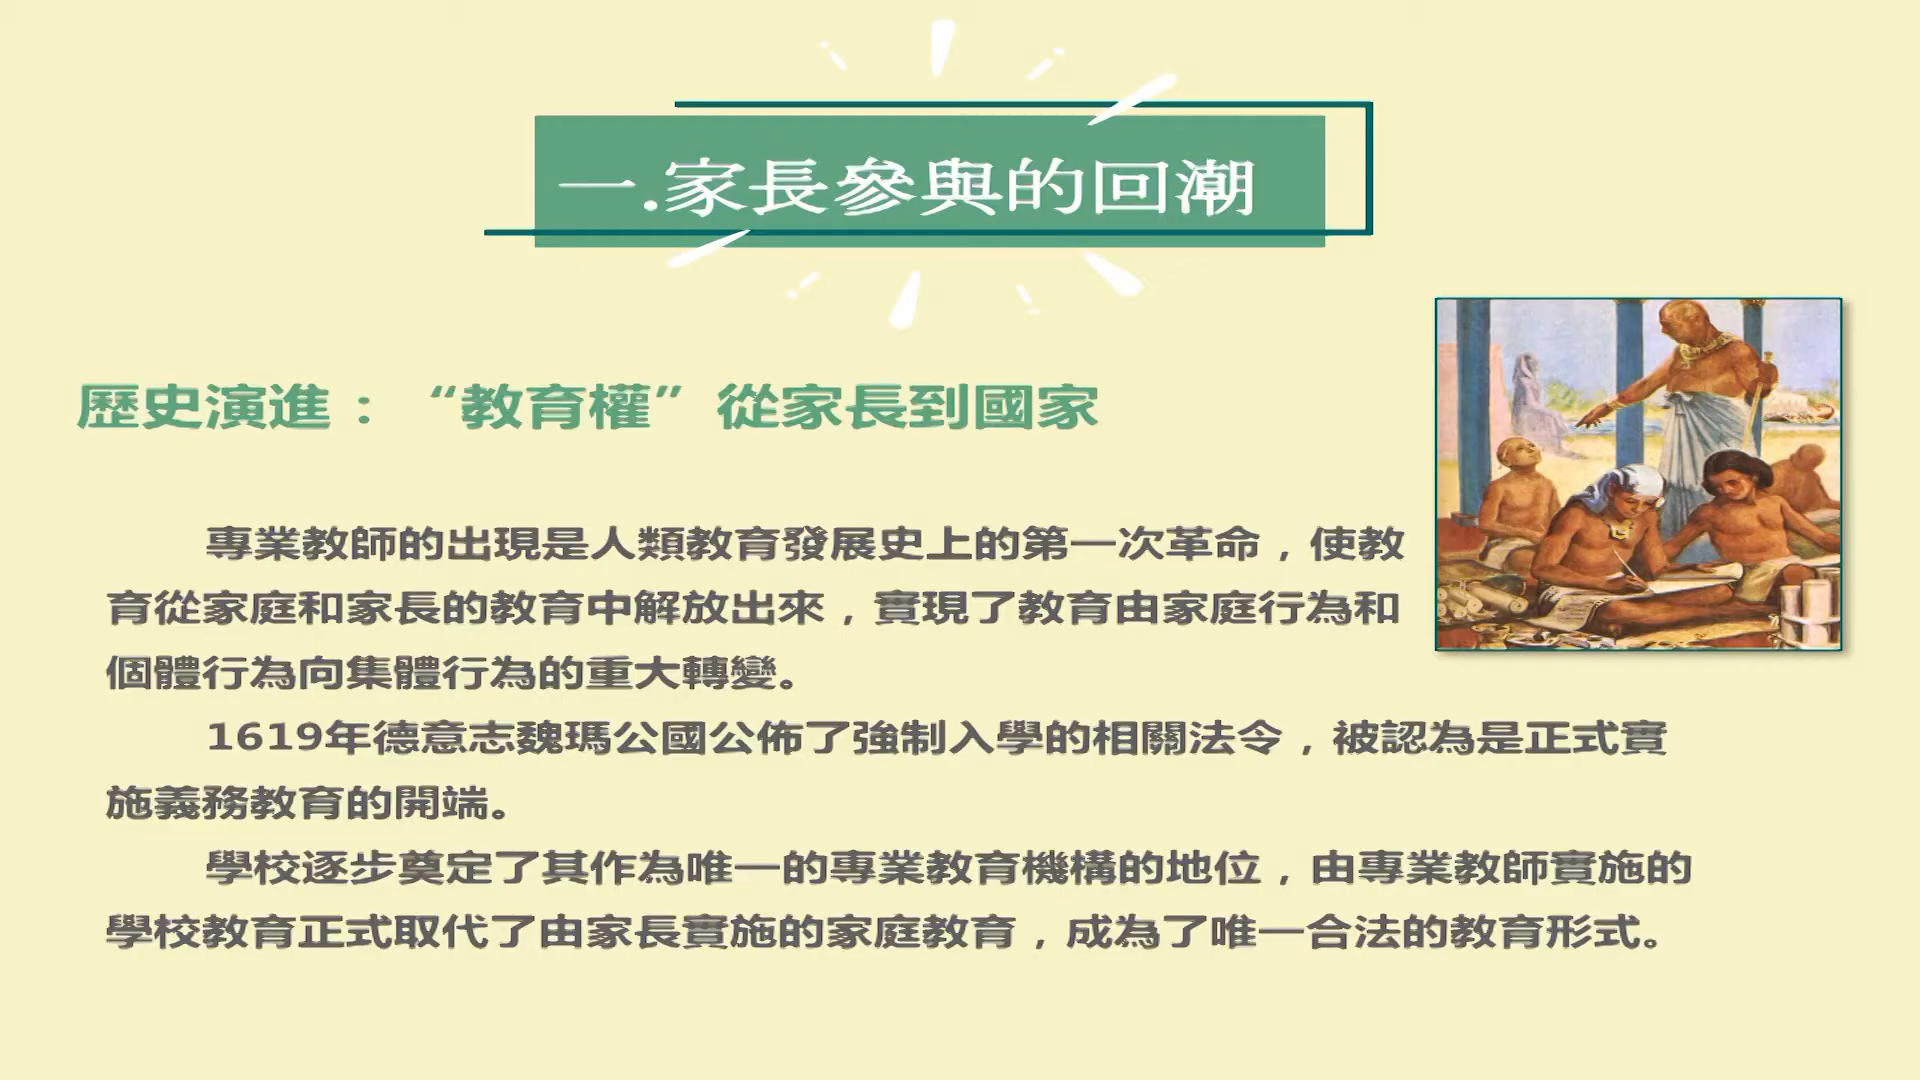 一.家長參與的回潮
歷史演進：“教育權”從家長到國家
專業教師的出現是人類教育發展史上的第一次革命，使教
育從家庭和家長的教育中解放出來，實現了教育由家庭行為和
個體行為向集體行為的重大轉變。
1619年德意志魏瑪公國公佈了強制入學的相關法令，被認為是正式實
施義務教育的開端。
學校逐步奠定了其作為唯一的專業教育機構的地位，由專業教師實施的
學校教育正式取代了由家長實施的家庭教育，成為了唯一合法的教育形式。